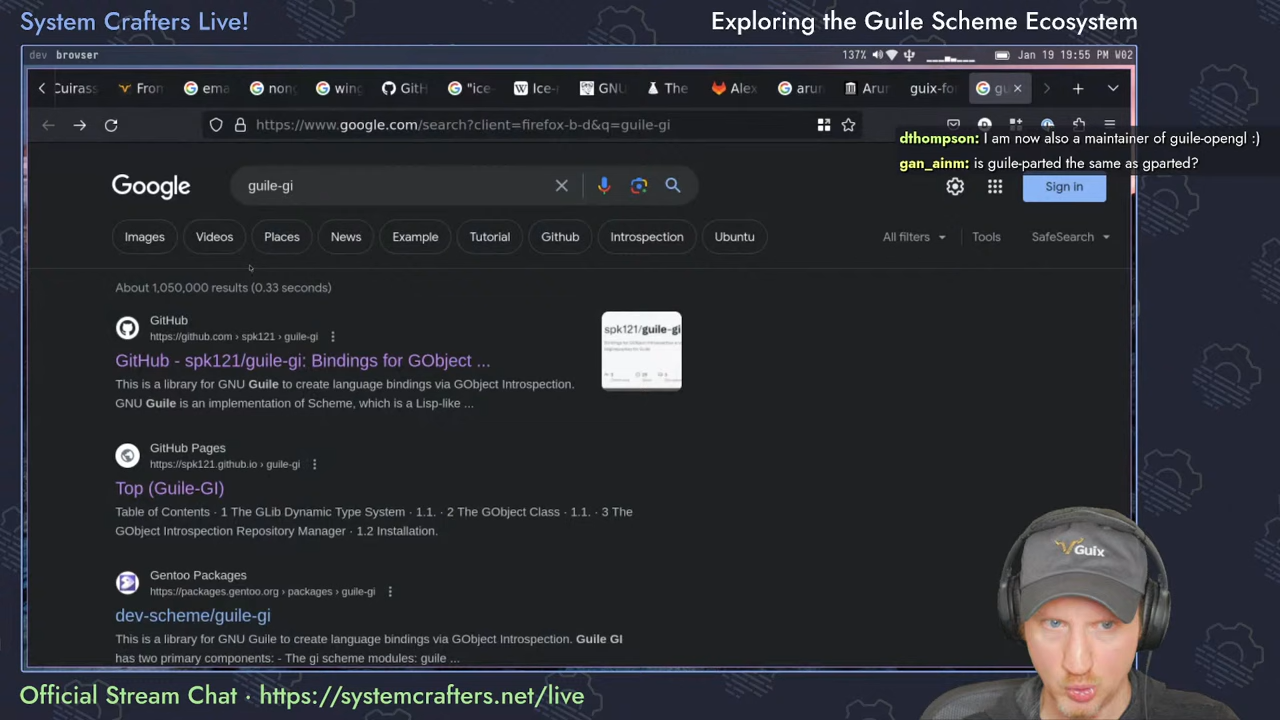 System Crafters Live!
Exploring the Guile Scheme Ecosystem
dev browser
137% Jan 19 19:55 PM W02
Cuirass Fron ema nong wing GitH "ice- Ice- GNU The Alex arun Arun guix-for gu
https://www.google.com/search?client=firefox-b-d&q=guile-gi
dthompson: I am now also a maintainer of guile-opengl :)
gan_ainm: is guile-parted the same as gparted?
Google
guile-gi
Sign in
Images Videos Places News Example Tutorial Github Introspection Ubuntu
All filters Tools SafeSearch
About 1,050,000 results (0.33 seconds)
GitHub
https://github.com › spk121 › guile-gi
GitHub - spk121/guile-gi: Bindings for GObject ...
This is a library for GNU Guile to create language bindings via GObject Introspection.
GNU Guile is an implementation of Scheme, which is a Lisp-like ...
spk121/guile-gi
GitHub Pages
https://spk121.github.io › guile-gi
Top (Guile-GI)
Table of Contents · 1 The GLib Dynamic Type System · 1.1. · 2 The GObject Class · 1.1. · 3 The
GObject Introspection Repository Manager · 1.2 Installation.
Gentoo Packages
https://packages.gentoo.org › packages › guile-gi
dev-scheme/guile-gi
This is a library for GNU Guile to create language bindings via GObject Introspection. Guile GI
has two primary components: - The gi scheme modules: guile ...
Guix
Official Stream Chat · https://systemcrafters.net/live